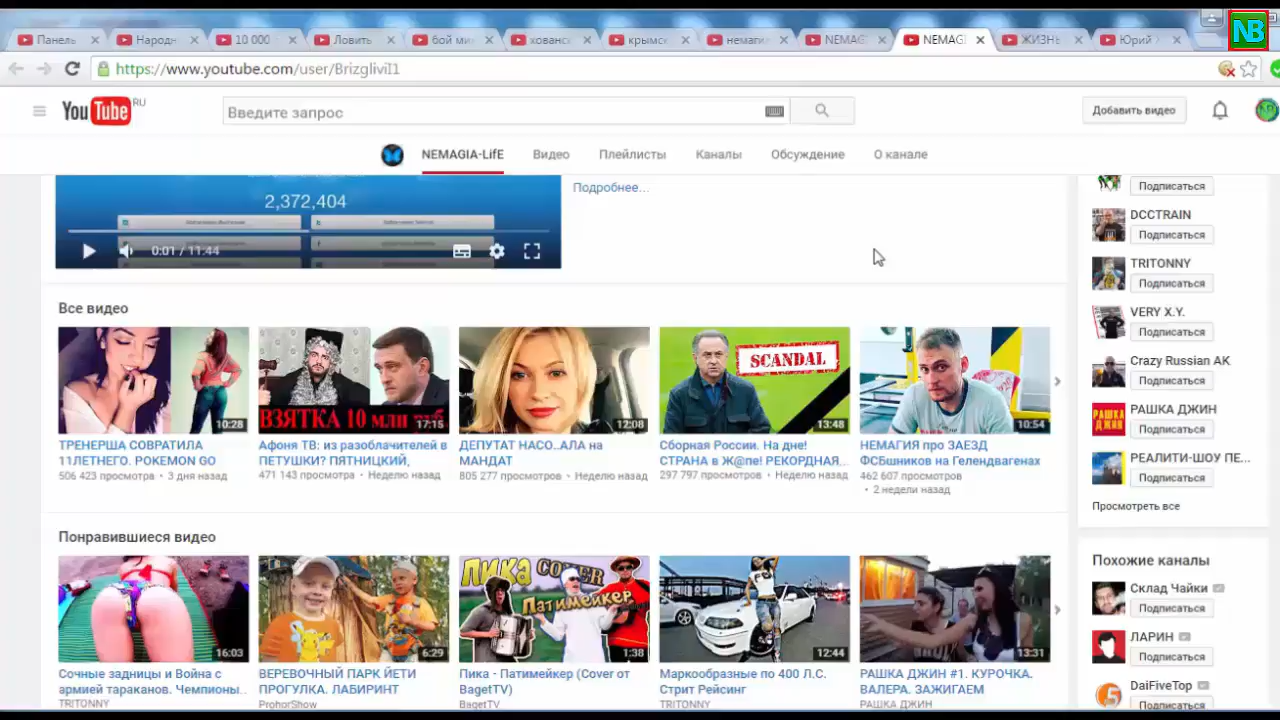 NB
Панель
Народн
10 000
Ловить
бой ми
ховано
крымс
немаги
NEMAG
NEMAGI
ЖИЗНЬ
Юрий
https://www.youtube.com/user/Brizglivi11
YouTube RU
Введите запрос
Добавить видео
NEMAGIA-LifE Видео Плейлисты Каналы Обсуждение О канале
2,372,404
0:01 / 11:44
Подробнее...
Подписаться
DCCTRAIN
Подписаться
TRITONNY
Подписаться
VERY X.Y.
Подписаться
Crazy Russian AK
Подписаться
РАШКА ДЖИН
Подписаться
РЕАЛИТИ-ШОУ ПЕ...
Подписаться
Просмотреть все
Все видео
10:28
ТРЕНЕРША СОВРАТИЛА
11ЛЕТНЕГО. POKEMON GO
506 423 просмотра • 3 дня назад
ВЗЯТКА 10 МЛН РУБ
17:15
Афоня ТВ: из разоблачителей в
ПЕТУШКИ? ПЯТНИЦКИЙ,
471 143 просмотра • Неделю назад
12:08
ДЕПУТАТ НАСО..АЛА на
МАНДАТ
805 277 просмотров • Неделю назад
SCANDAL
13:48
Сборная России. На дне!
СТРАНА в Ж@пе! РЕКОРДНАЯ...
297 797 просмотров • Неделю назад
10:54
НЕМАГИЯ про ЗАЕЗД
ФСБшников на Гелендвагенах
462 607 просмотров
• 2 недели назад
Понравившиеся видео
16:03
Сочные задницы и Война с
армией тараканов. Чемпионы...
TRITONNY
6:29
ВЕРЕВОЧНЫЙ ПАРК ЙЕТИ
ПРОГУЛКА. ЛАБИРИНТ
ProhorShow
ПИКА COVER
Патимейкер
1:38
Пика - Патимейкер (Cover от
BagetTV)
BagetTV
12:44
Маркообразные по 400 Л.С.
Стрит Рейсинг
TRITONNY
13:31
РАШКА ДЖИН #1. КУРОЧКА.
ВАЛЕРА. ЗАЖИГАЕМ
РАШКА ДЖИН
Похожие каналы
Склад Чайки
Подписаться
ЛАРИН
Подписаться
DaiFiveTop
Подписаться